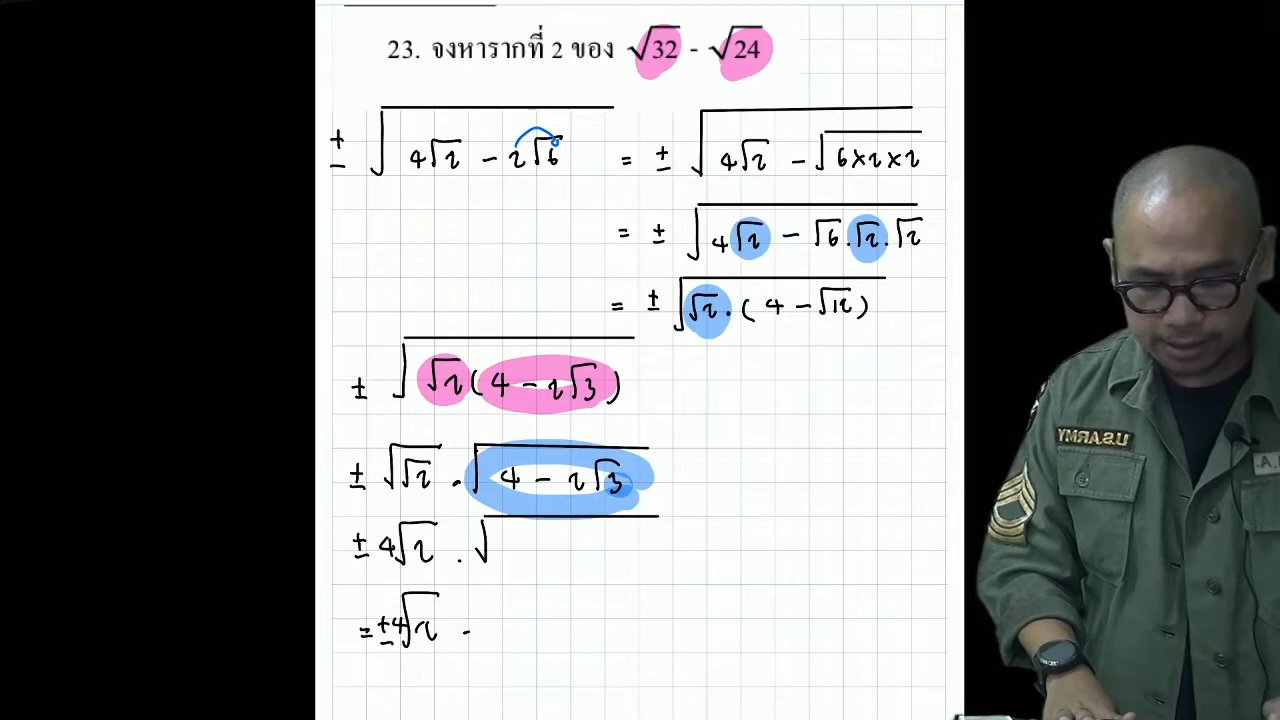 23. จงหารากที่ 2 ของ √32 - √24
± √(4√2 − 2√6) = ± √(4√2 − √(6×2×2))
= ± √(4√2 − √6.√2.√2)
= ± √(√2.(4 − √12))
± √(√2(4 − 2√3))
± √√2 . √(4 − 2√3)
± 4√2 . √
= ± 4√2 -
U.S.ARMY
A.